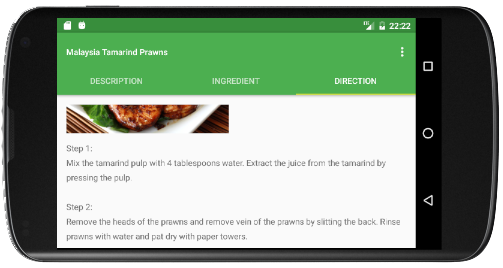 22:22
Malaysia Tamarind Prawns
DESCRIPTION INGREDIENT DIRECTION
Step 1:
Mix the tamarind pulp with 4 tablespoons water. Extract the juice from the tamarind by
pressing the pulp.
Step 2:
Remove the heads of the prawns and remove vein of the prawns by slitting the back. Rinse
prawns with water and pat dry with paper towels.